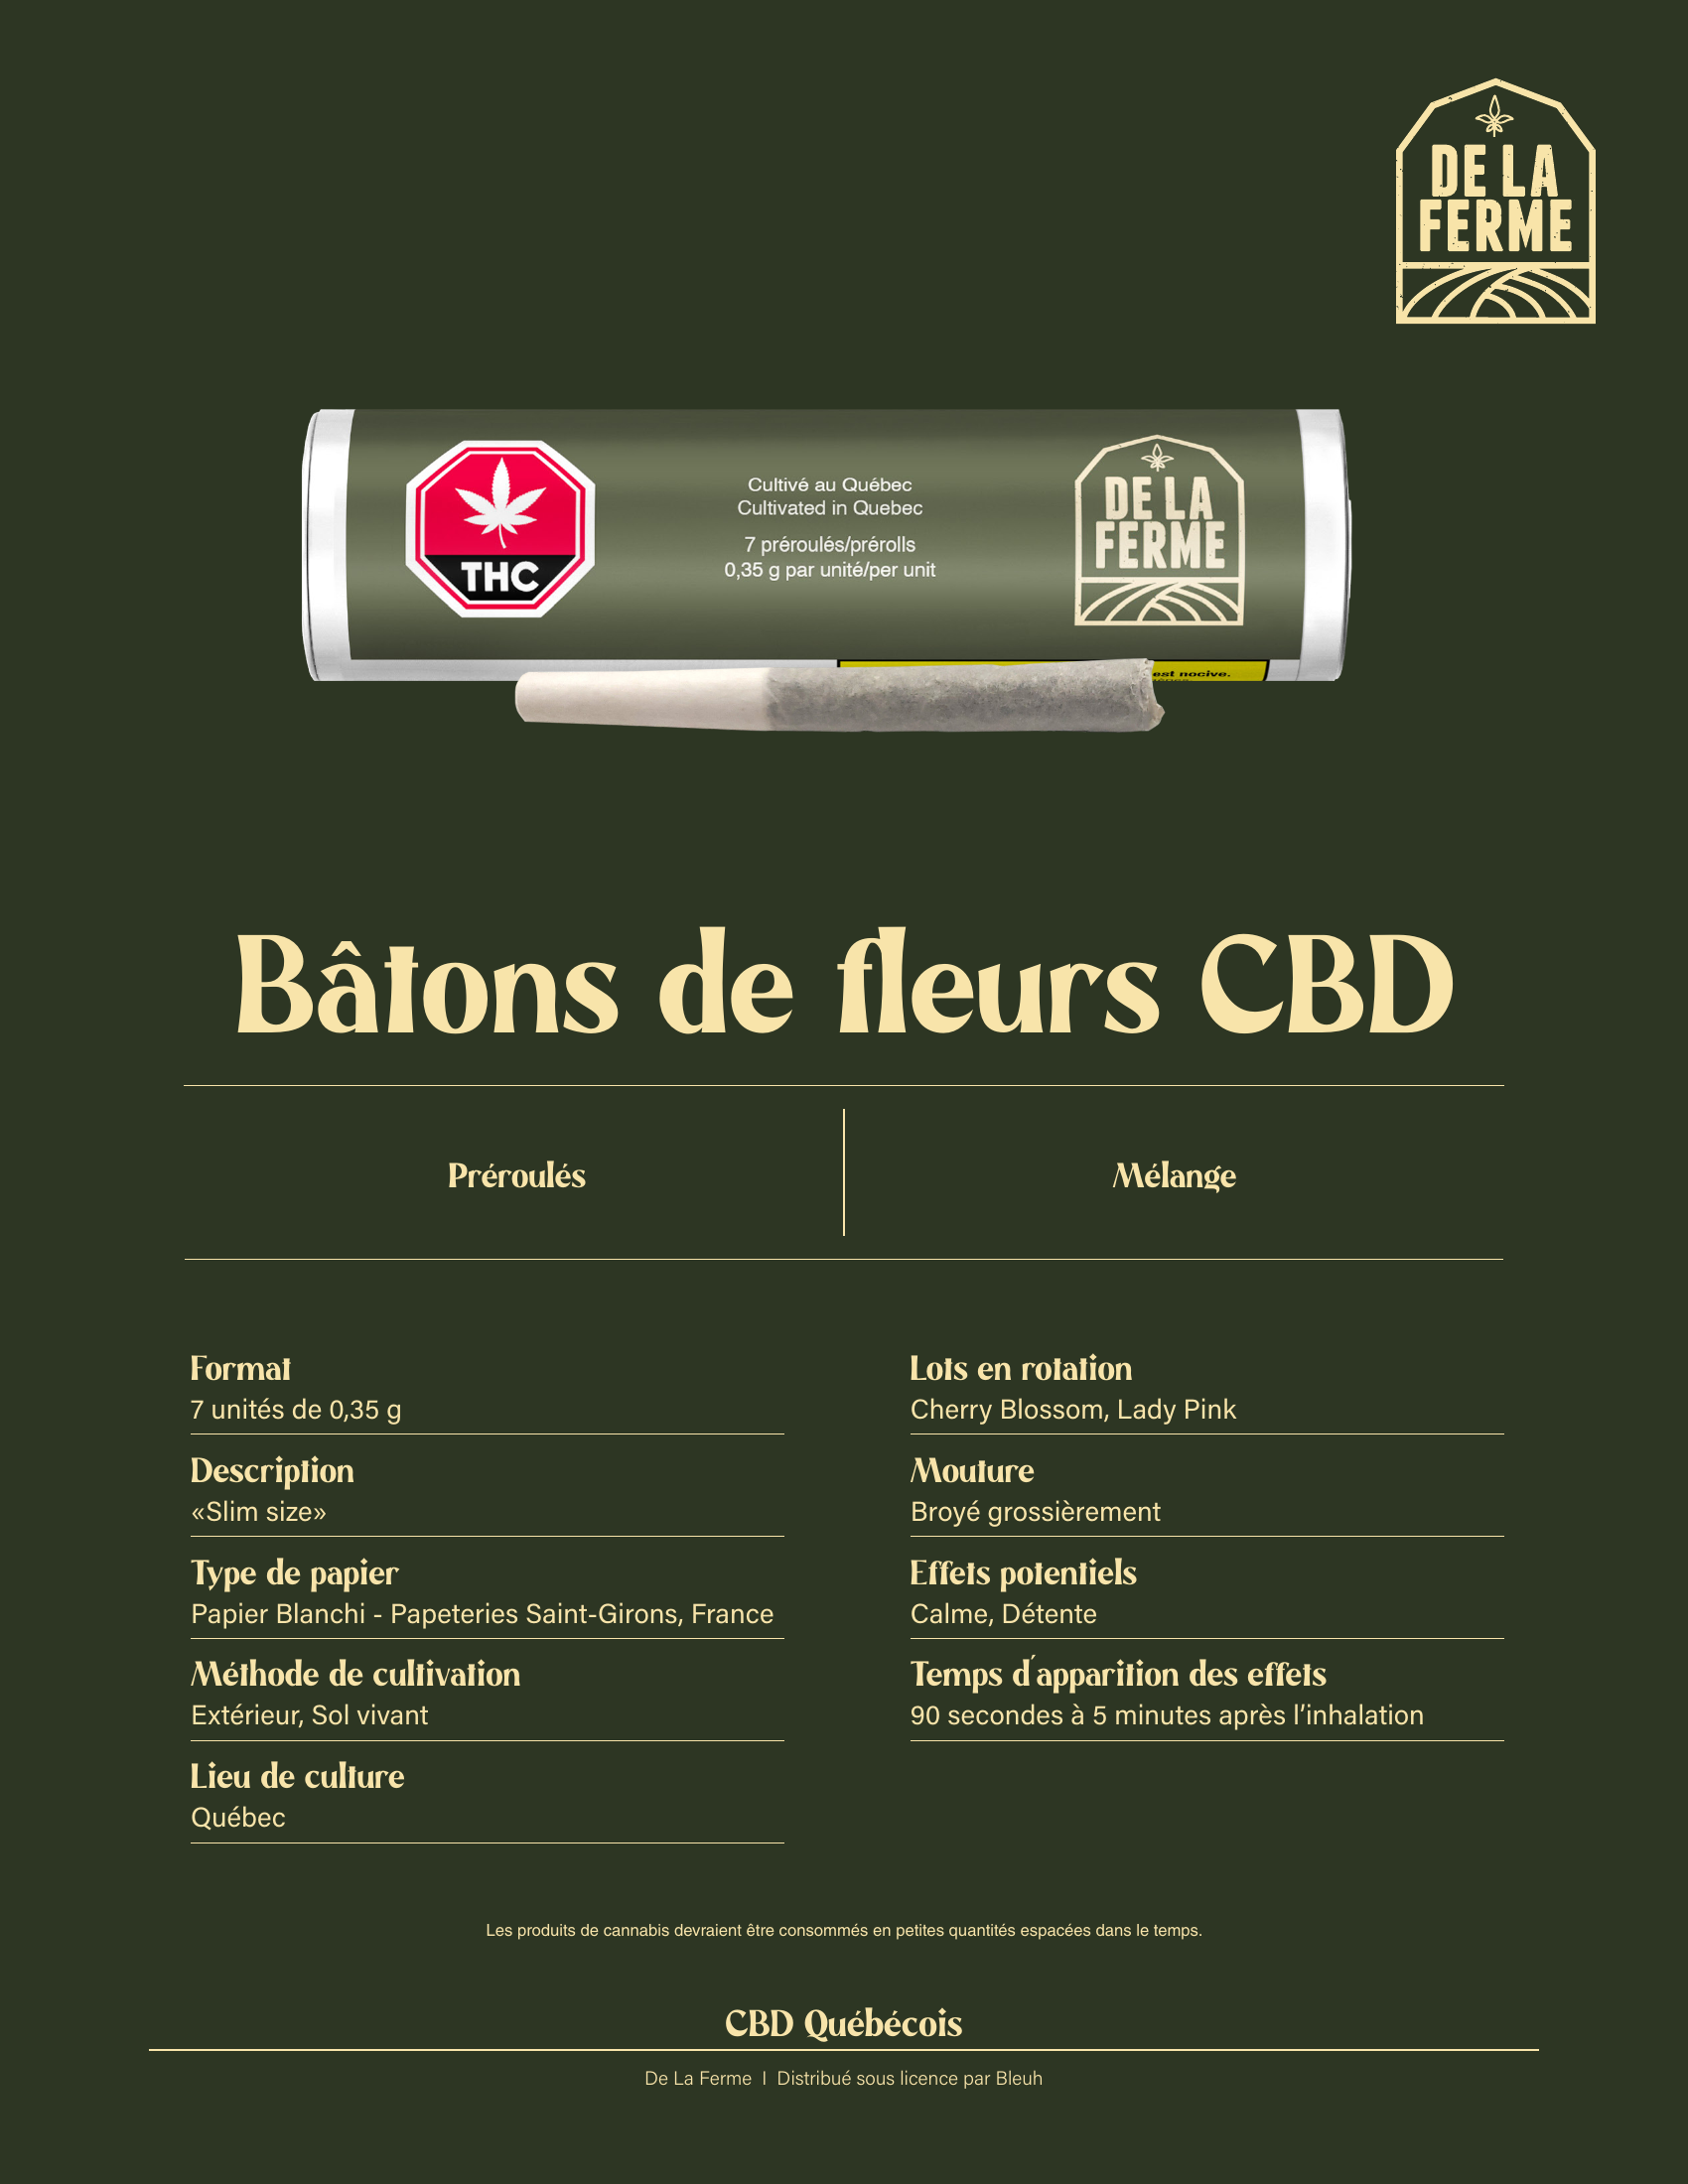 DE LA
FERME
THC
Cultivé au Québec
Cultivated in Quebec
7 préroulés/prérolls
0,35 g par unité/per unit
DE LA
FERME
est nocive.
Bâtons de fleurs CBD
Préroulés
Mélange
Format
7 unités de 0,35 g
Description
«Slim size»
Type de papier
Papier Blanchi - Papeteries Saint-Girons, France
Méthode de cultivation
Extérieur, Sol vivant
Lieu de culture
Québec
Lots en rotation
Cherry Blossom, Lady Pink
Mouture
Broyé grossièrement
Effets potentiels
Calme, Détente
Temps d'apparition des effets
90 secondes à 5 minutes après l’inhalation
Les produits de cannabis devraient être consommés en petites quantités espacées dans le temps.
CBD Québécois
De La Ferme I Distribué sous licence par Bleuh